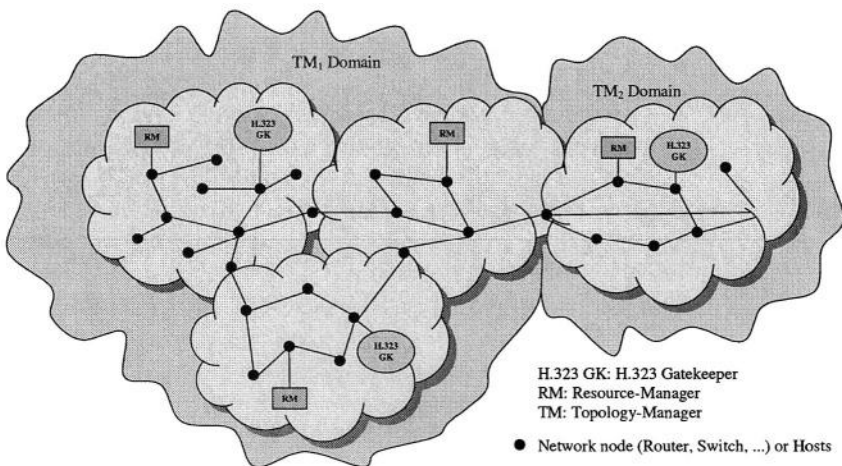 TM₁ Domain
TM₂ Domain
RM
H.323
GK
RM
RM
H.323
GK
H.323
GK
RM
H.323 GK: H.323 Gatekeeper
RM: Resource-Manager
TM: Topology-Manager
Network node (Router, Switch, ...) or Hosts